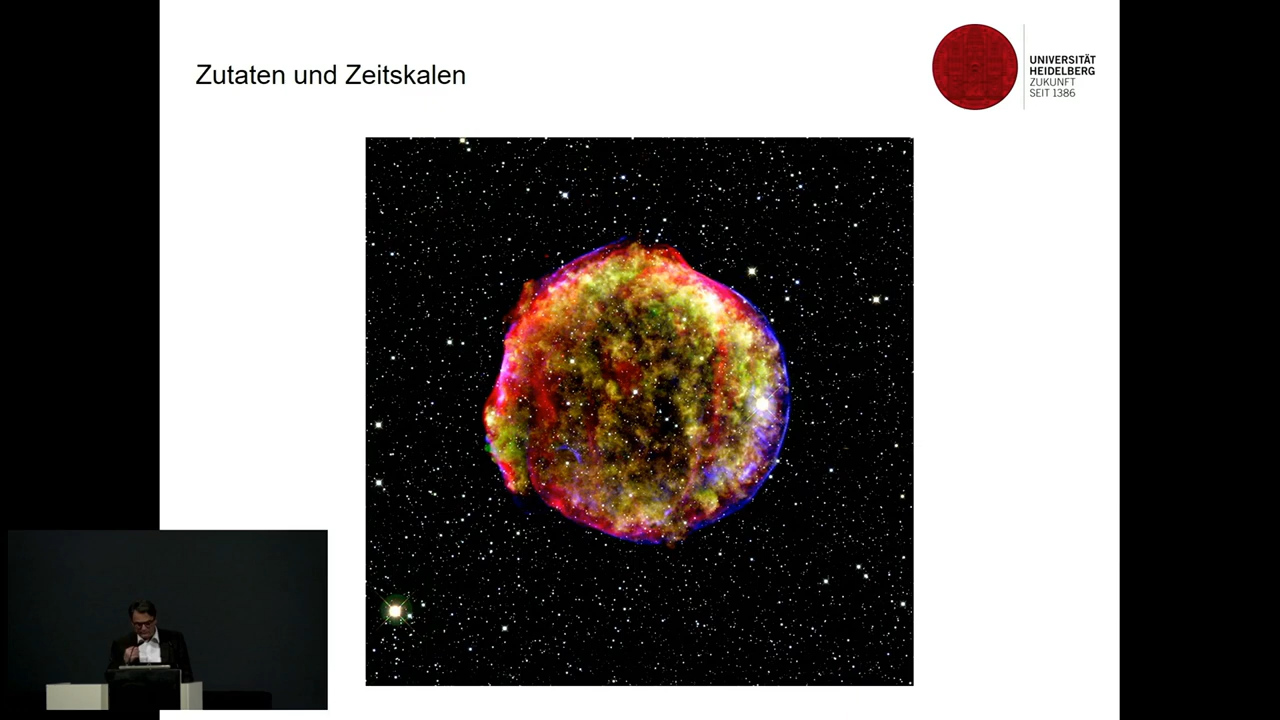 Zutaten und Zeitskalen
UNIVERSITÄT
HEIDELBERG
ZUKUNFT
SEIT 1386